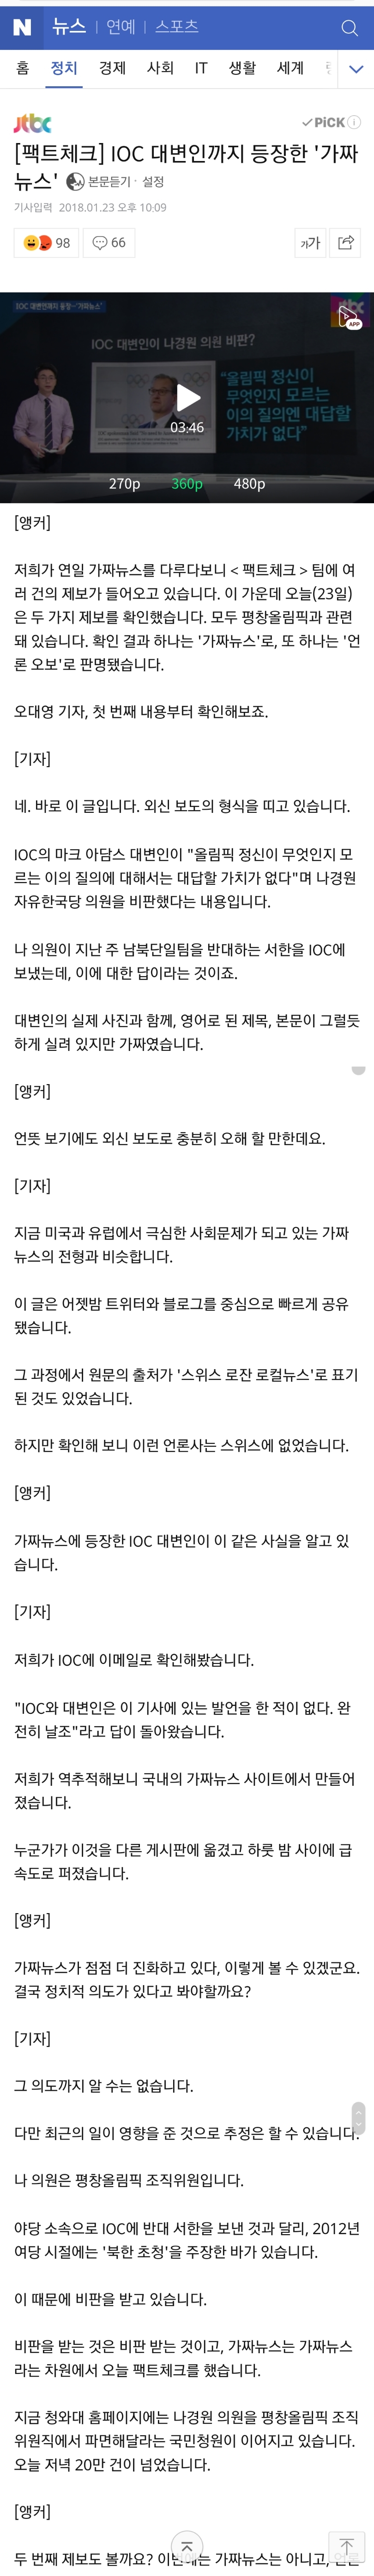 N 뉴스 연예 스포츠
홈 정치 경제 사회 IT 생활 세계
jtbc
PiCK
[팩트체크] IOC 대변인까지 등장한 '가짜
뉴스' 본문듣기 · 설정
기사입력 2018.01.23 오후 10:09
98 66 가가
IOC 대변인까지 등장…'가짜뉴스' jtbc
APP
IOC 대변인이 나경원 의원 비판?
"올림픽 정신이
무엇인지 모르는
이의 질의엔 대답할
가치가 없다"
03:46
270p 360p 480p
[앵커]
저희가 연일 가짜뉴스를 다루다보니 < 팩트체크 > 팀에 여
러 건의 제보가 들어오고 있습니다. 이 가운데 오늘(23일)
은 두 가지 제보를 확인했습니다. 모두 평창올림픽과 관련
돼 있습니다. 확인 결과 하나는 '가짜뉴스'로, 또 하나는 '언
론 오보'로 판명됐습니다.
오대영 기자, 첫 번째 내용부터 확인해보죠.
[기자]
네. 바로 이 글입니다. 외신 보도의 형식을 띠고 있습니다.
IOC의 마크 아담스 대변인이 "올림픽 정신이 무엇인지 모
르는 이의 질의에 대해서는 대답할 가치가 없다"며 나경원
자유한국당 의원을 비판했다는 내용입니다.
나 의원이 지난 주 남북단일팀을 반대하는 서한을 IOC에
보냈는데, 이에 대한 답이라는 것이죠.
대변인의 실제 사진과 함께, 영어로 된 제목, 본문이 그럴듯
하게 실려 있지만 가짜였습니다.
[앵커]
언뜻 보기에도 외신 보도로 충분히 오해 할 만한데요.
[기자]
지금 미국과 유럽에서 극심한 사회문제가 되고 있는 가짜
뉴스의 전형과 비슷합니다.
이 글은 어젯밤 트위터와 블로그를 중심으로 빠르게 공유
됐습니다.
그 과정에서 원문의 출처가 '스위스 로잔 로컬뉴스'로 표기
된 것도 있었습니다.
하지만 확인해 보니 이런 언론사는 스위스에 없었습니다.
[앵커]
가짜뉴스에 등장한 IOC 대변인이 이 같은 사실을 알고 있
습니다.
[기자]
저희가 IOC에 이메일로 확인해봤습니다.
"IOC와 대변인은 이 기사에 있는 발언을 한 적이 없다. 완
전히 날조"라고 답이 돌아왔습니다.
저희가 역추적해보니 국내의 가짜뉴스 사이트에서 만들어
졌습니다.
누군가가 이것을 다른 게시판에 옮겼고 하룻 밤 사이에 급
속도로 퍼졌습니다.
[앵커]
가짜뉴스가 점점 더 진화하고 있다, 이렇게 볼 수 있겠군요.
결국 정치적 의도가 있다고 봐야할까요?
[기자]
그 의도까지 알 수는 없습니다.
다만 최근의 일이 영향을 준 것으로 추정은 할 수 있습니다.
나 의원은 평창올림픽 조직위원입니다.
야당 소속으로 IOC에 반대 서한을 보낸 것과 달리, 2012년
여당 시절에는 '북한 초청'을 주장한 바가 있습니다.
이 때문에 비판을 받고 있습니다.
비판을 받는 것은 비판 받는 것이고, 가짜뉴스는 가짜뉴스
라는 차원에서 오늘 팩트체크를 했습니다.
지금 청와대 홈페이지에는 나경원 의원을 평창올림픽 조직
위원직에서 파면해달라는 국민청원이 이어지고 있습니다.
오늘 저녁 20만 건이 넘었습니다.
[앵커]
두 번째 제보도 볼까요? 이번에는 가짜뉴스는 아니고, 언론